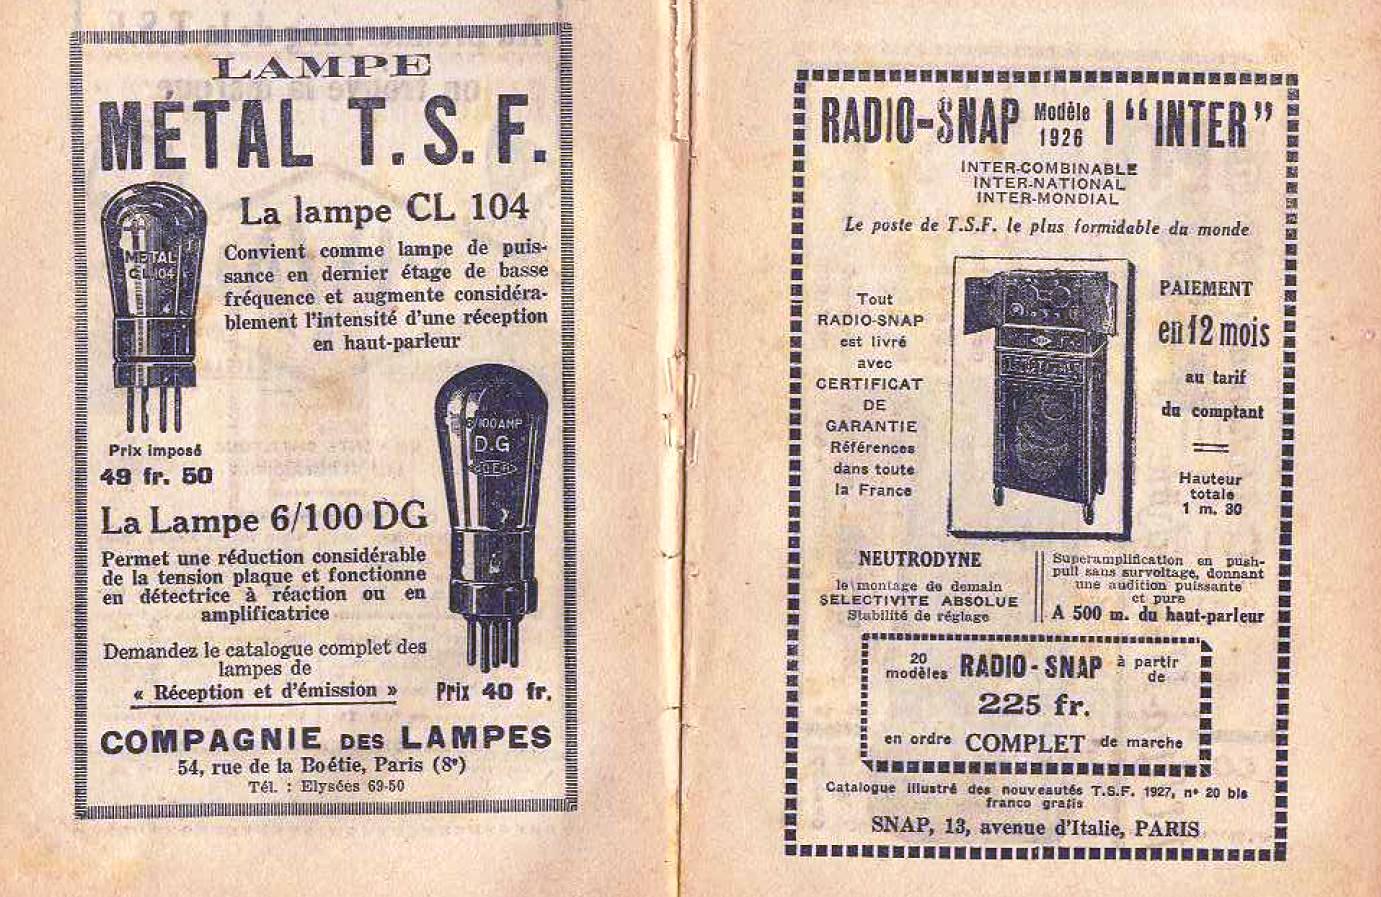 LAMPE
MÉTAL T. S. F.
La lampe CL 104
Convient comme lampe de puis-
sance en dernier étage de basse
fréquence et augmente considéra-
blement l'intensité d'une réception
en haut-parleur
METAL
CL 104
Prix imposé
49 fr. 50
6/100 AMP
D.G
La Lampe 6/100 DG
Permet une réduction considérable
de la tension plaque et fonctionne
en détectrice à réaction ou en
amplificatrice
Demandez le catalogue complet des
lampes de
« Réception et d'émission »
Prix 40 fr.
COMPAGNIE DES LAMPES
54, rue de la Boétie, Paris (8e)
Tél. : Elysées 69-50
RADIO-SNAP Modèle 1926 I "INTER"
INTER-COMBINABLE
INTER-NATIONAL
INTER-MONDIAL
Le poste de T.S.F. le plus formidable du monde
Tout
RADIO-SNAP
est livré
avec
CERTIFICAT
DE
GARANTIE
Références
dans toute
la France
PAIEMENT
en 12 mois
au tarif
du comptant
Hauteur
totale
1 m. 30
NEUTRODYNE
le montage de demain
SELECTIVITE ABSOLUE
Stabilité de réglage
Superamplification en push-
pull sans survoltage, donnant
une audition puissante
et pure
A 500 m. du haut-parleur
20 modèles RADIO-SNAP à partir de
225 fr.
en ordre COMPLET de marche
Catalogue illustré des nouveautés T.S.F. 1927, n° 20 bis
franco gratis
SNAP, 13, avenue d'Italie, PARIS